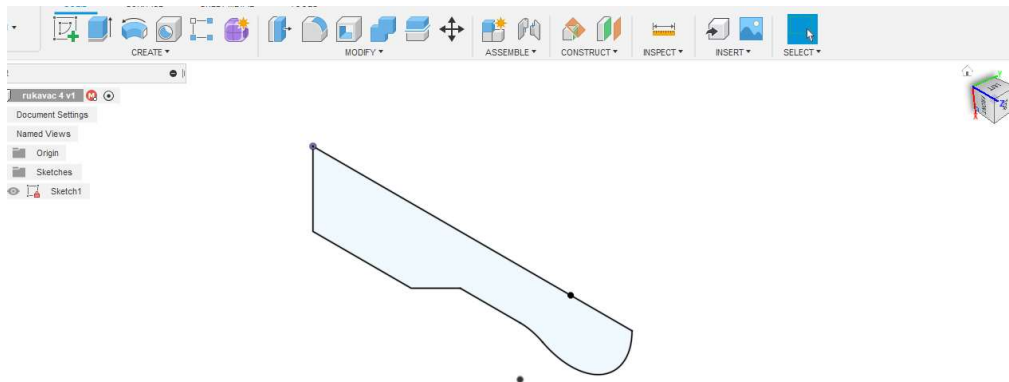 CREATE ▾ MODIFY ▾ ASSEMBLE ▾ CONSTRUCT ▾ INSPECT ▾ INSERT ▾ SELECT ▾
rukavac 4 v1
Document Settings
Named Views
Origin
Sketches
Sketch1